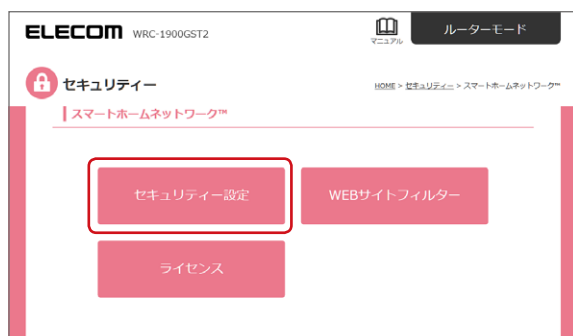 ELECOM WRC-1900GST2
マニュアル
ルーターモード
セキュリティー
HOME > セキュリティー > スマートホームネットワーク™
スマートホームネットワーク™
セキュリティー設定
WEBサイトフィルター
ライセンス